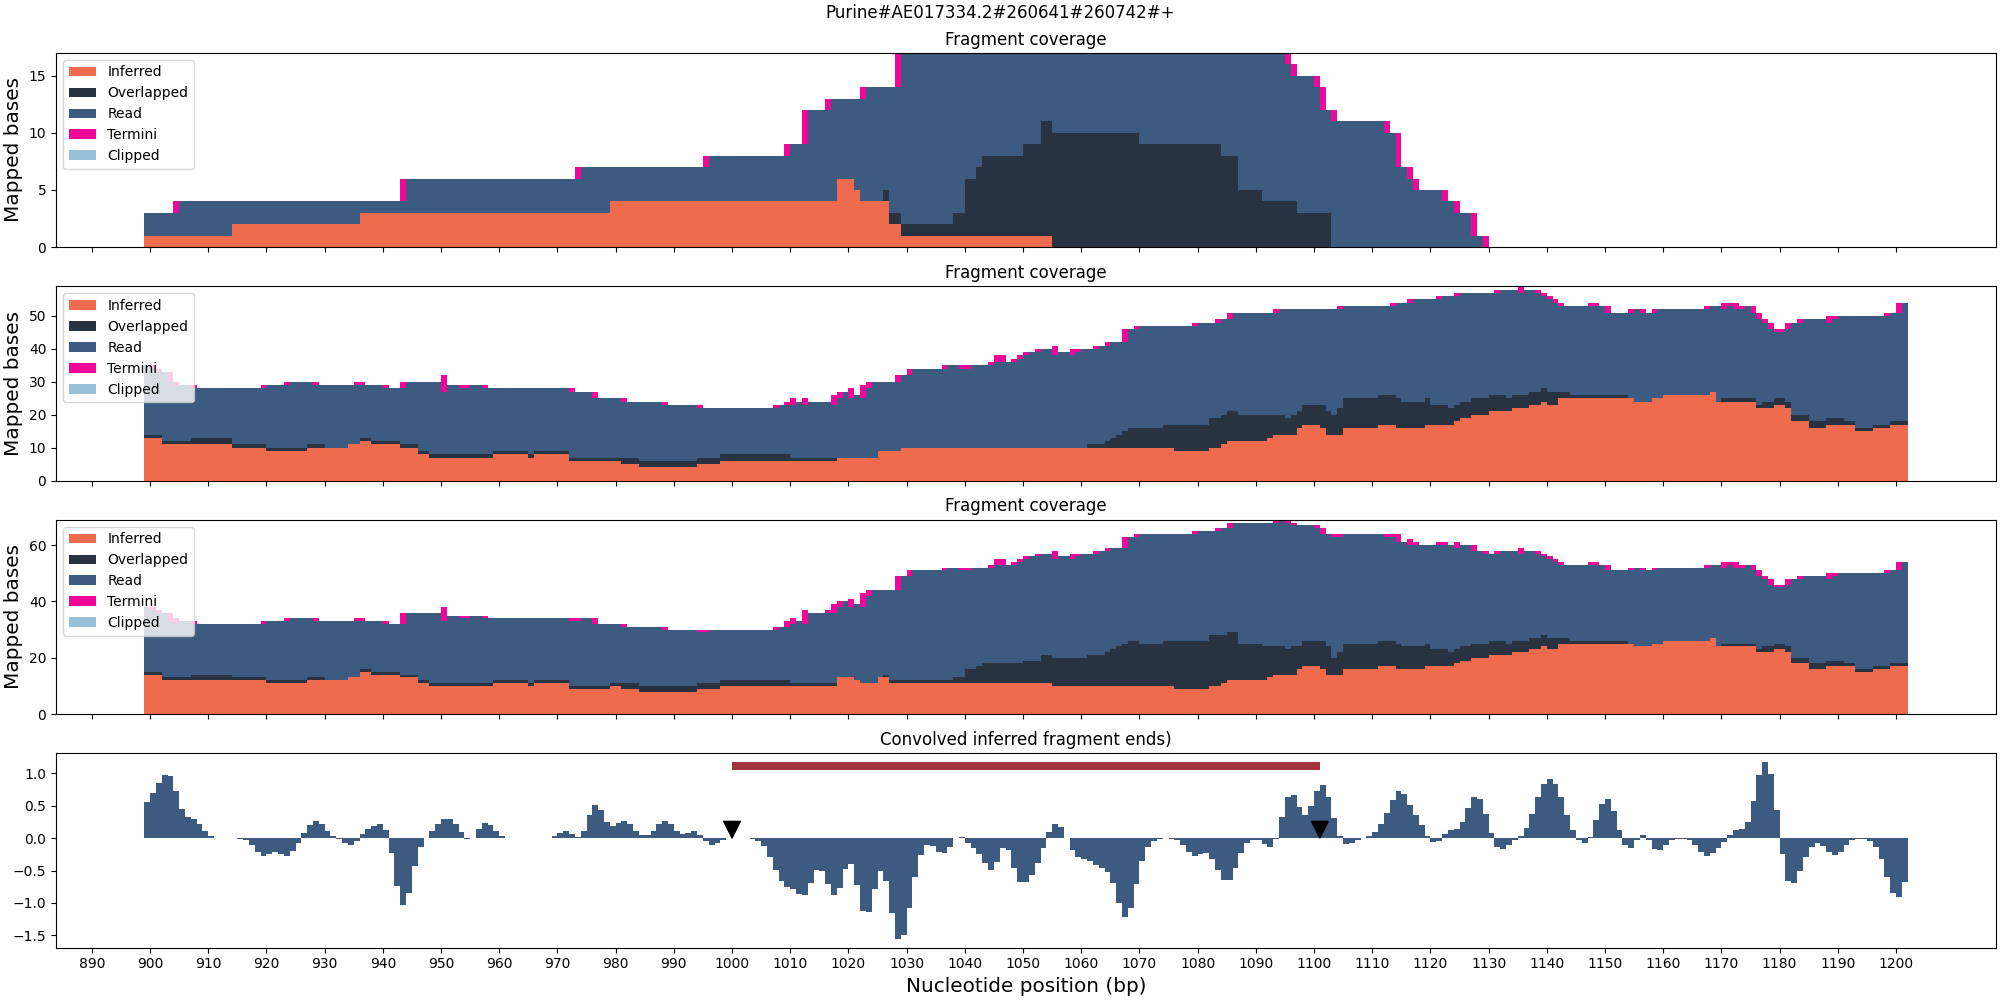 Purine#AE017334.2#260641#260742#+
Fragment coverage
Mapped bases
15
10
5
0
Inferred
Overlapped
Read
Termini
Clipped
Fragment coverage
Mapped bases
50
40
30
20
10
0
Inferred
Overlapped
Read
Termini
Clipped
Fragment coverage
Mapped bases
60
40
20
0
Inferred
Overlapped
Read
Termini
Clipped
Convolved inferred fragment ends)
1.0
0.5
0.0
−0.5
−1.0
−1.5
890 900 910 920 930 940 950 960 970 980 990 1000 1010 1020 1030 1040 1050 1060 1070 1080 1090 1100 1110 1120 1130 1140 1150 1160 1170 1180 1190 1200
Nucleotide position (bp)